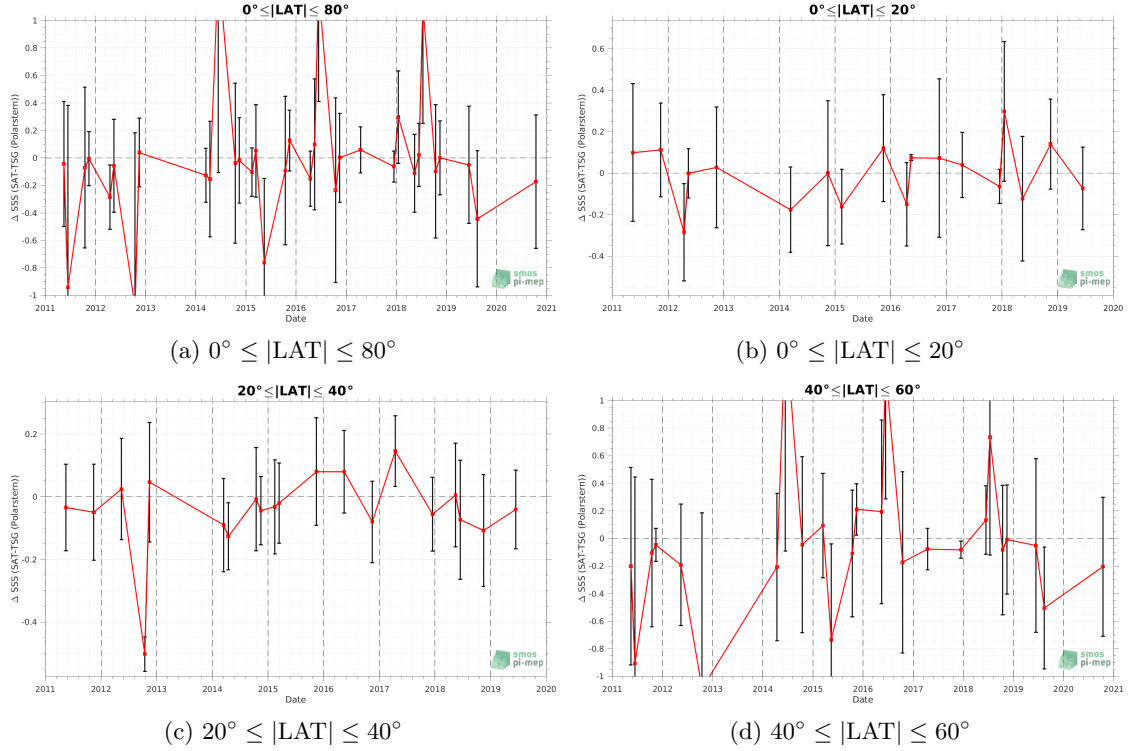 0°≤|LAT|≤ 80°
Δ SSS (SAT-TSG (Polarstern))
1
0.8
0.6
0.4
0.2
0
-0.2
-0.4
-0.6
-0.8
-1
2011 2012 2013 2014 2015 2016 2017 2018 2019 2020 2021
Date
smos
pi-mep
(a) 0° ≤ |LAT| ≤ 80°
0°≤|LAT|≤ 20°
Δ SSS (SAT-TSG (Polarstern))
0.6
0.4
0.2
0
-0.2
-0.4
2011 2012 2013 2014 2015 2016 2017 2018 2019 2020
Date
smos
pi-mep
(b) 0° ≤ |LAT| ≤ 20°
20°≤|LAT|≤ 40°
Δ SSS (SAT-TSG (Polarstern))
0.2
0
-0.2
-0.4
2011 2012 2013 2014 2015 2016 2017 2018 2019 2020
Date
smos
pi-mep
(c) 20° ≤ |LAT| ≤ 40°
40°≤|LAT|≤ 60°
Δ SSS (SAT-TSG (Polarstern))
1
0.8
0.6
0.4
0.2
0
-0.2
-0.4
-0.6
-0.8
-1
2011 2012 2013 2014 2015 2016 2017 2018 2019 2020 2021
Date
smos
pi-mep
(d) 40° ≤ |LAT| ≤ 60°